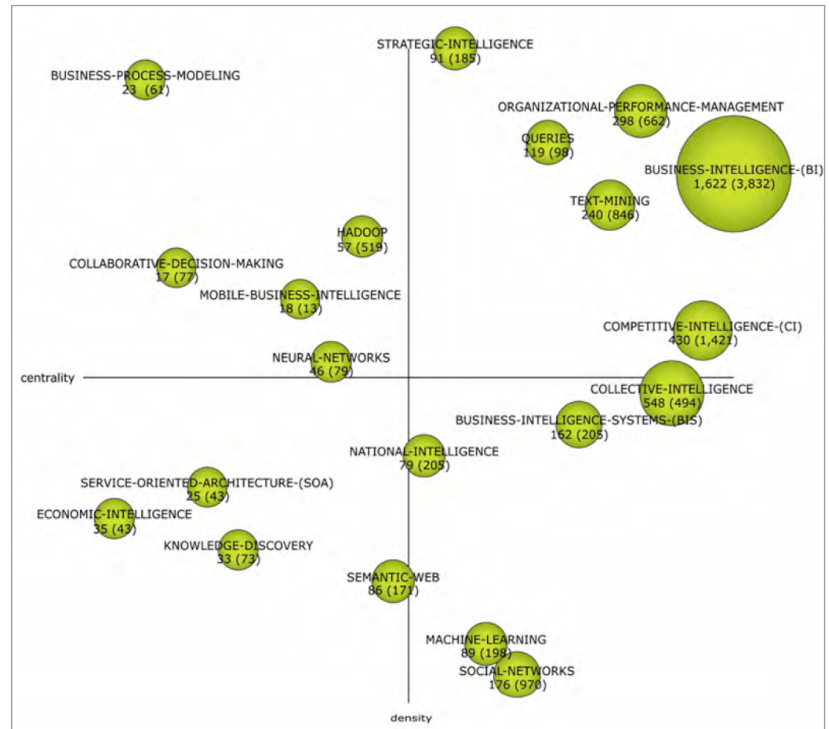 STRATEGIC-INTELLIGENCE
91 (185)
BUSINESS-PROCESS-MODELING
23 (61)
ORGANIZATIONAL-PERFORMANCE-MANAGEMENT
298 (662)
QUERIES
119 (98)
BUSINESS-INTELLIGENCE-(BI)
1,622 (3,832)
TEXT-MINING
240 (846)
HADOOP
57 (519)
COLLABORATIVE-DECISION-MAKING
17 (77)
MOBILE-BUSINESS-INTELLIGENCE
18 (13)
COMPETITIVE-INTELLIGENCE-(CI)
430 (1,421)
NEURAL-NETWORKS
46 (79)
centrality
COLLECTIVE-INTELLIGENCE
548 (494)
BUSINESS-INTELLIGENCE-SYSTEMS-(BIS)
162 (205)
NATIONAL-INTELLIGENCE
79 (205)
SERVICE-ORIENTED-ARCHITECTURE-(SOA)
25 (43)
ECONOMIC-INTELLIGENCE
35 (43)
KNOWLEDGE-DISCOVERY
33 (73)
SEMANTIC-WEB
86 (171)
MACHINE-LEARNING
89 (198)
SOCIAL-NETWORKS
176 (970)
density